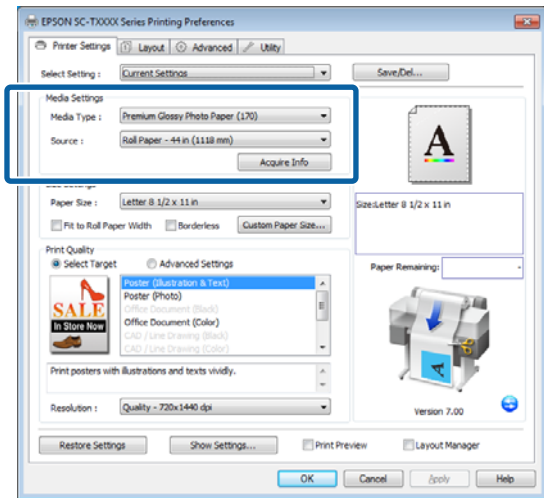 EPSON SC-TXXXX Series Printing Preferences
Printer Settings Layout Advanced Utility
Select Setting : Current Settings Save/Del...
Media Settings
Media Type : Premium Glossy Photo Paper (170)
Source : Roll Paper - 44 in (1118 mm)
Acquire Info
A
Size Settings
Paper Size : Letter 8 1/2 x 11 in
Size:Letter 8 1/2 x 11 in
Fit to Roll Paper Width Borderless Custom Paper Size...
Print Quality
Select Target Advanced Settings
Paper Remaining: -
SALE
In Store Now
Poster (Illustration & Text)
Poster (Photo)
Office Document (Black)
Office Document (Color)
CAD / Line Drawing (Black)
CAD / Line Drawing (Color)
A
Print posters with illustrations and texts vividly.
Resolution : Quality - 720x1440 dpi
Version 7.00
Restore Settings Show Settings... Print Preview Layout Manager
OK Cancel Apply Help